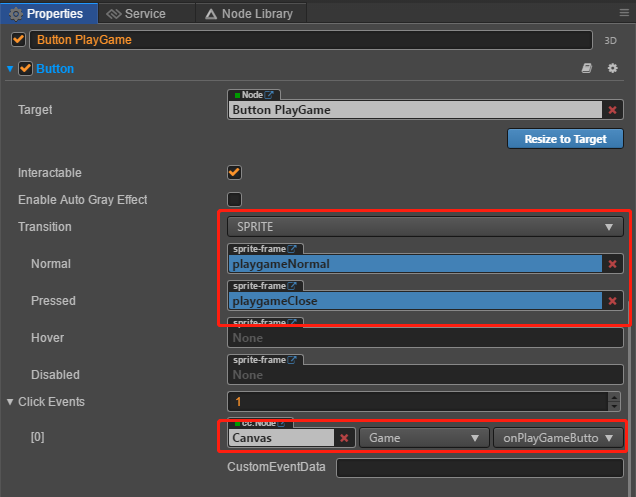 Properties Service Node Library
Button PlayGame 3D
Button
Node
Target Button PlayGame
Resize to Target
Interactable
Enable Auto Gray Effect
Transition SPRITE
sprite-frame
Normal playgameNormal
sprite-frame
Pressed playgameClose
sprite-frame
Hover None
sprite-frame
Disabled None
Click Events 1
cc.Node
[0] Canvas Game onPlayGameButto
CustomEventData